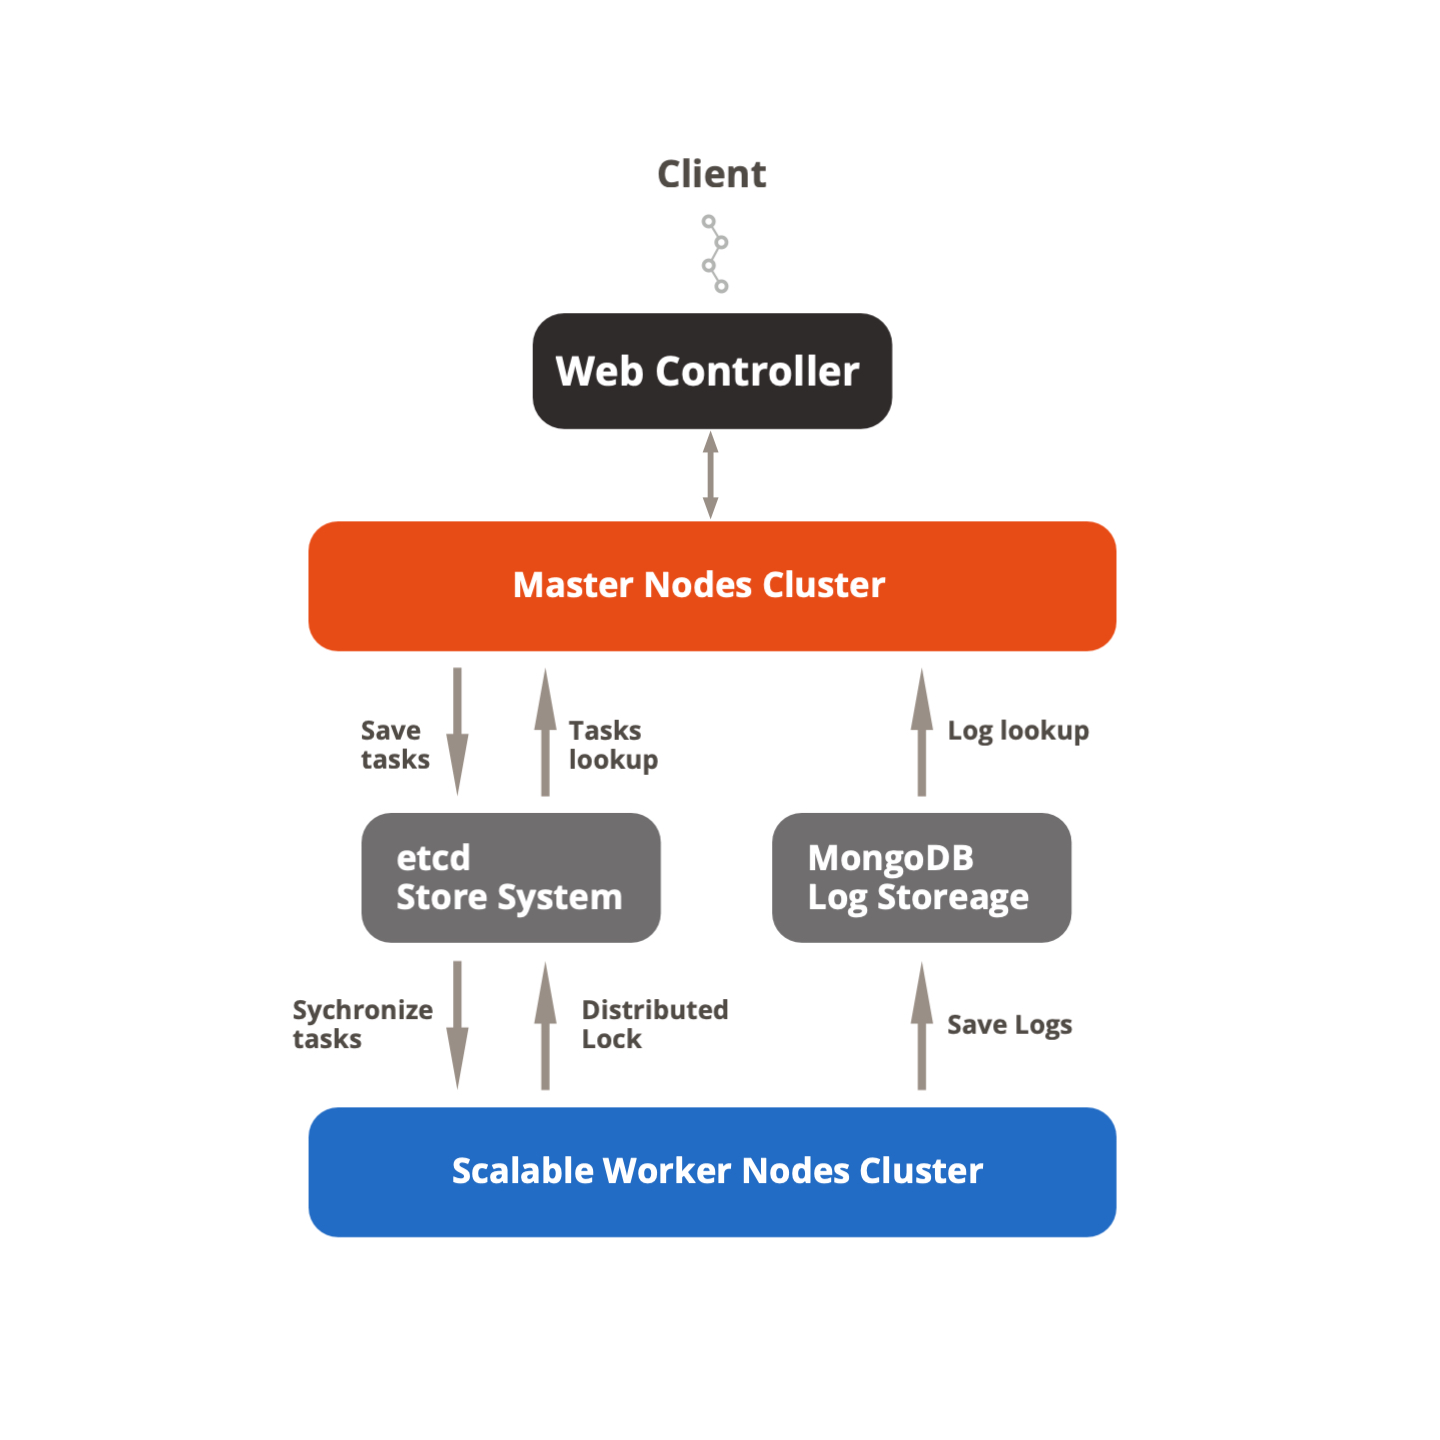 Client
Web Controller
Master Nodes Cluster
Save
tasks
Tasks
lookup
Log lookup
etcd
Store System
MongoDB
Log Storeage
Sychronize
tasks
Distributed
Lock
Save Logs
Scalable Worker Nodes Cluster